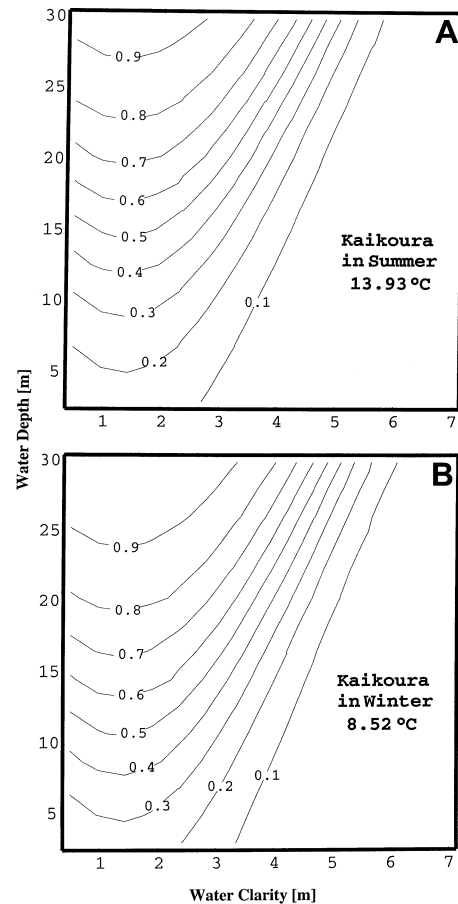 30
A
0.9
25
0.8
20
0.7
0.6
15
0.5
Kaikoura
in Summer
13.93 °C
0.4
10
0.3
0.1
5
0.2
1 2 3 4 5 6 7
Water Depth [m]
30
B
25
0.9
20
0.8
0.7
15
0.6
Kaikoura
in Winter
8.52 °C
0.5
10
0.4
0.2
0.1
5
0.3
1 2 3 4 5 6 7
Water Clarity [m]